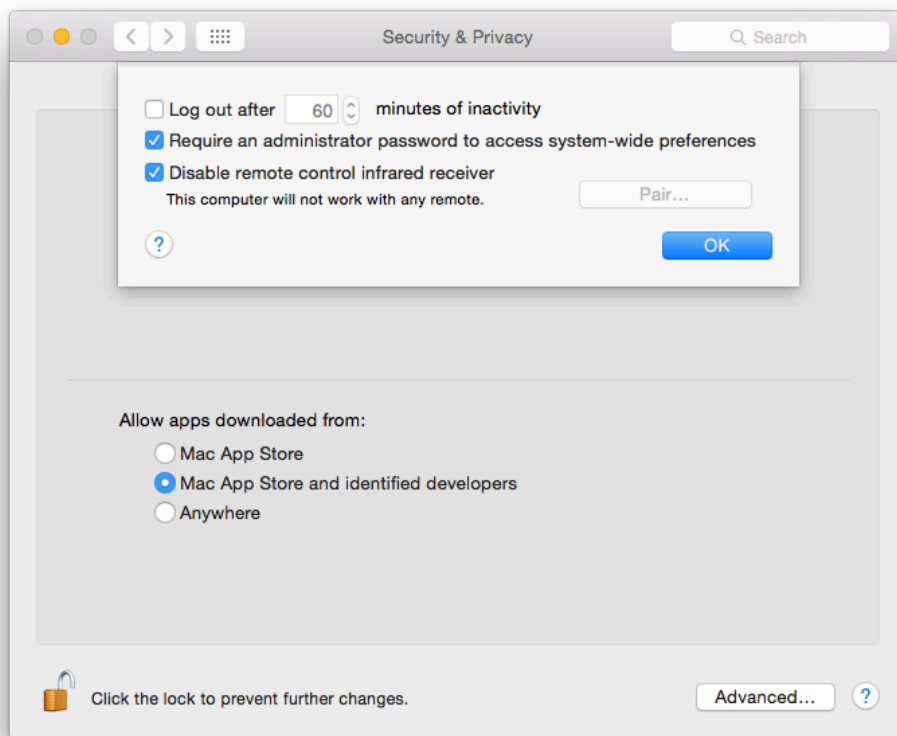 Security & Privacy
Search
Log out after 60 minutes of inactivity
Require an administrator password to access system-wide preferences
Disable remote control infrared receiver
This computer will not work with any remote.
Pair...
?
OK
Allow apps downloaded from:
Mac App Store
Mac App Store and identified developers
Anywhere
Click the lock to prevent further changes.
Advanced...
?